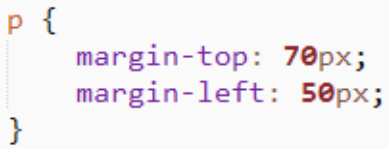 p {
margin-top: 70px;
margin-left: 50px;
}